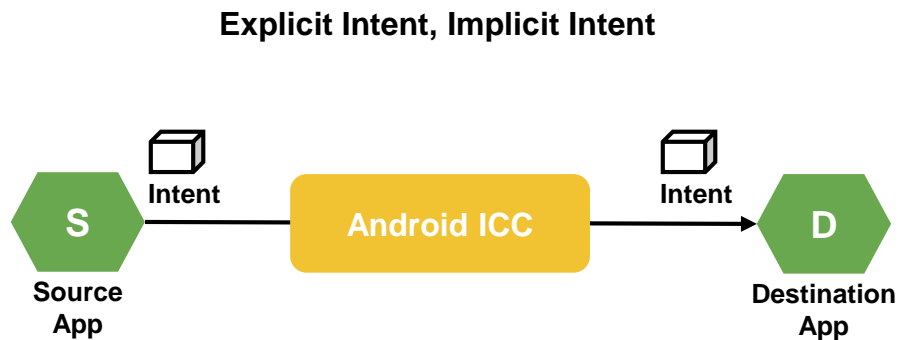 Explicit Intent, Implicit Intent
Intent
Intent
S
Android ICC
D
Source
App
Destination
App